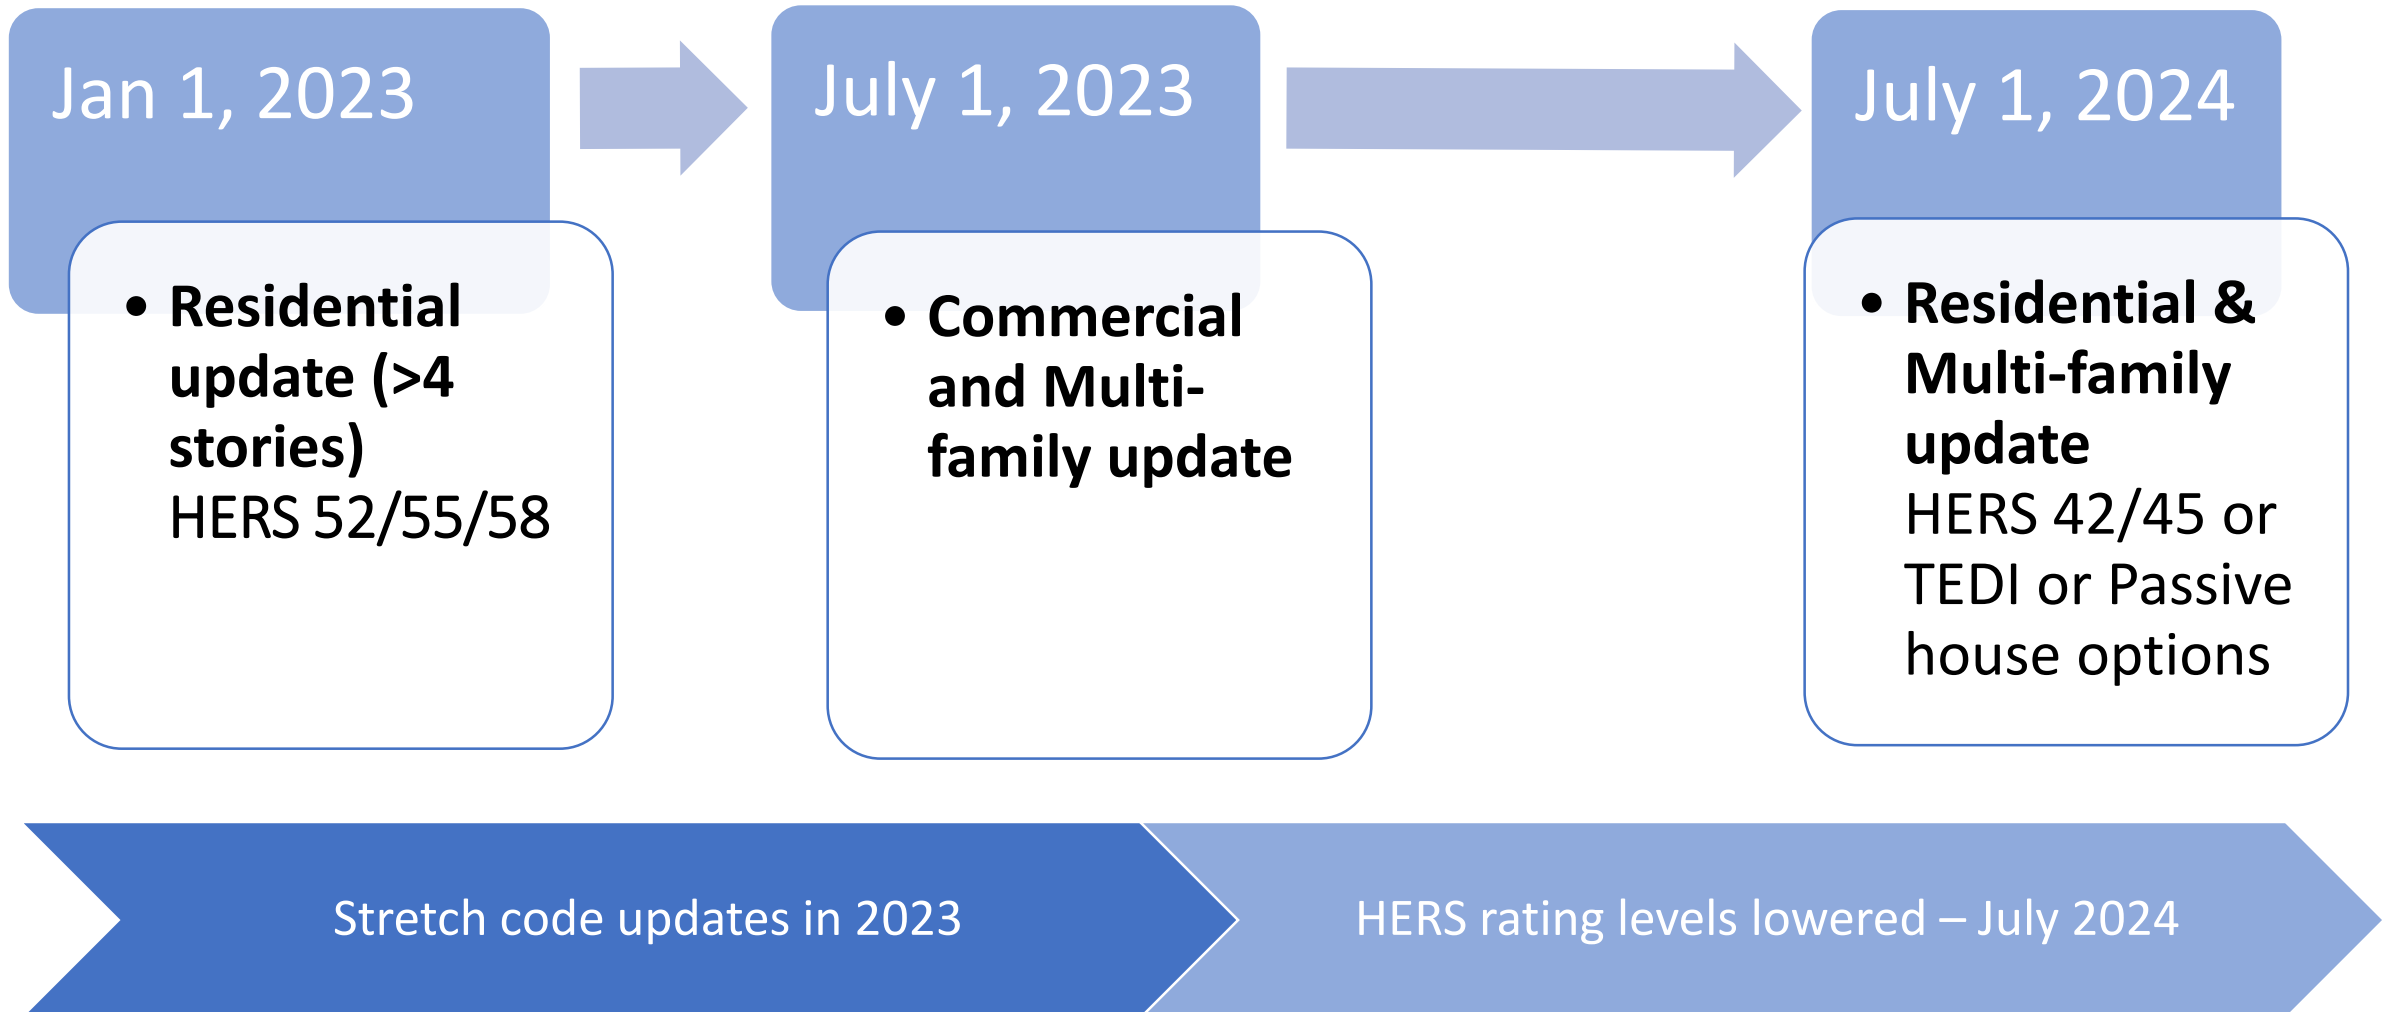 Jan 1, 2023
• Residential
update (>4
stories)
HERS 52/55/58
July 1, 2023
• Commercial
and Multi-
family update
July 1, 2024
• Residential &
Multi-family
update
HERS 42/45 or
TEDI or Passive
house options
Stretch code updates in 2023
HERS rating levels lowered – July 2024